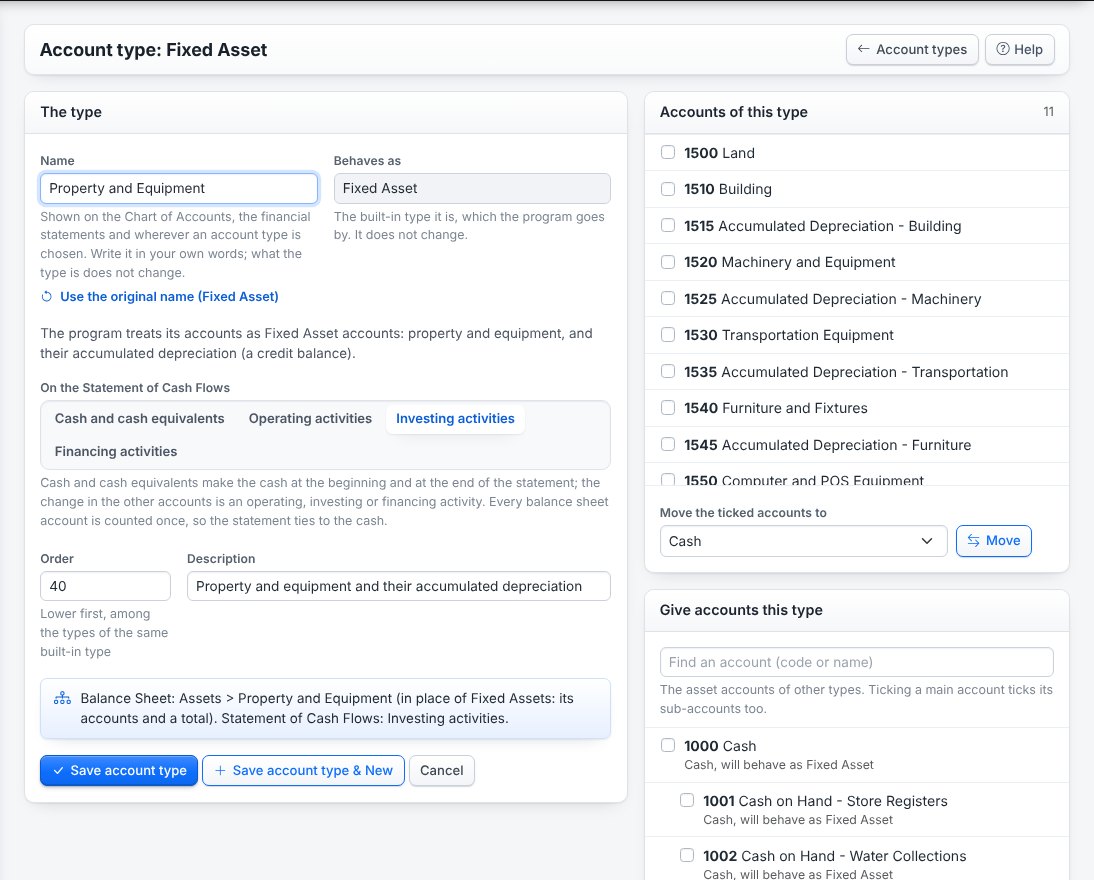 Account type: Fixed Asset
Account types
Help
The type
Name
Property and Equipment
Shown on the Chart of Accounts, the financial
statements and wherever an account type is
chosen. Write it in your own words; what the
type is does not change.
Use the original name (Fixed Asset)
Behaves as
Fixed Asset
The built-in type it is, which the program goes
by. It does not change.
The program treats its accounts as Fixed Asset accounts: property and equipment, and
their accumulated depreciation (a credit balance).
On the Statement of Cash Flows
Cash and cash equivalents
Operating activities
Investing activities
Financing activities
Cash and cash equivalents make the cash at the beginning and at the end of the statement; the
change in the other accounts is an operating, investing or financing activity. Every balance sheet
account is counted once, so the statement ties to the cash.
Order
40
Lower first, among
the types of the same
built-in type
Description
Property and equipment and their accumulated depreciation
Balance Sheet: Assets > Property and Equipment (in place of Fixed Assets: its
accounts and a total). Statement of Cash Flows: Investing activities.
Save account type
Save account type & New
Cancel
Accounts of this type
11
1500 Land
1510 Building
1515 Accumulated Depreciation - Building
1520 Machinery and Equipment
1525 Accumulated Depreciation - Machinery
1530 Transportation Equipment
1535 Accumulated Depreciation - Transportation
1540 Furniture and Fixtures
1545 Accumulated Depreciation - Furniture
1550 Computer and POS Equipment
Move the ticked accounts to
Cash
Move
Give accounts this type
Find an account (code or name)
The asset accounts of other types. Ticking a main account ticks its
sub-accounts too.
1000 Cash
Cash, will behave as Fixed Asset
1001 Cash on Hand - Store Registers
Cash, will behave as Fixed Asset
1002 Cash on Hand - Water Collections
Cash, will behave as Fixed Asset